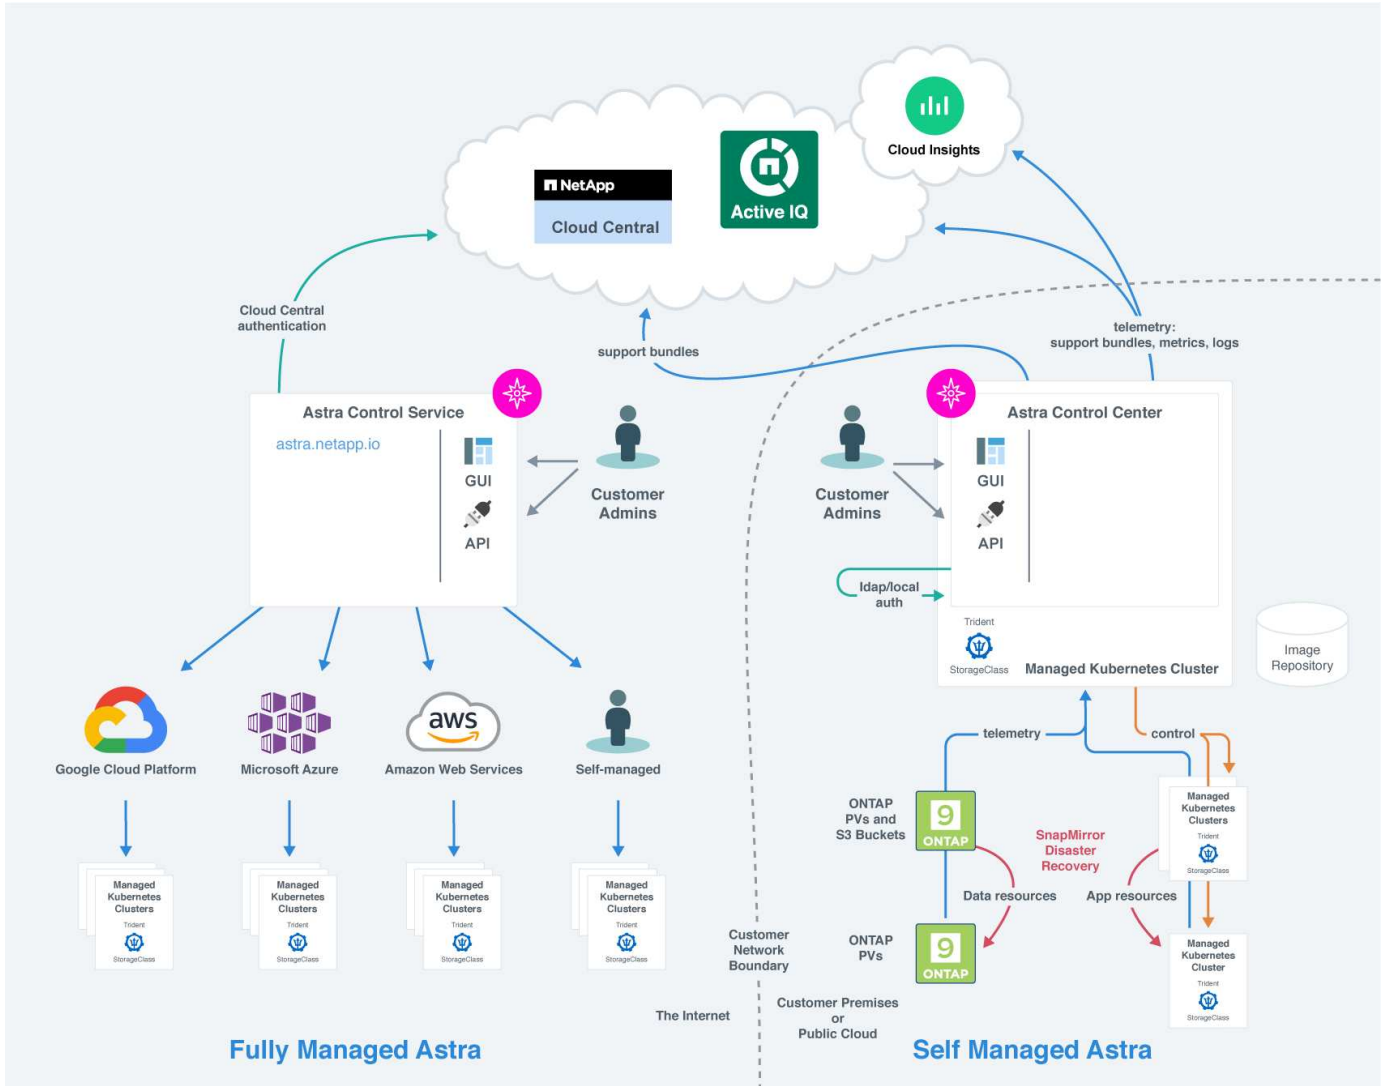 Cloud Insights
NetApp
Cloud Central
Active IQ
Cloud Central
authentication
support bundles
telemetry:
support bundles, metrics, logs
Astra Control Service
astra.netapp.io
GUI
API
Customer
Admins
Customer
Admins
Astra Control Center
GUI
API
ldap/local
auth
Trident
StorageClass
Managed Kubernetes Cluster
Image
Repository
Google Cloud Platform
Microsoft Azure
aws
Amazon Web Services
Self-managed
telemetry
control
Managed
Kubernetes
Clusters
Trident
StorageClass
Managed
Kubernetes
Clusters
Trident
StorageClass
Managed
Kubernetes
Clusters
Trident
StorageClass
Managed
Kubernetes
Clusters
Trident
StorageClass
ONTAP
PVs and
S3 Buckets
9
ONTAP
SnapMirror
Disaster
Recovery
Managed
Kubernetes
Clusters
Trident
StorageClass
Data resources
App resources
ONTAP
PVs
9
ONTAP
Managed
Kubernetes
Cluster
Trident
StorageClass
Customer
Network
Boundary
The Internet
Customer Premises
or
Public Cloud
Fully Managed Astra
Self Managed Astra